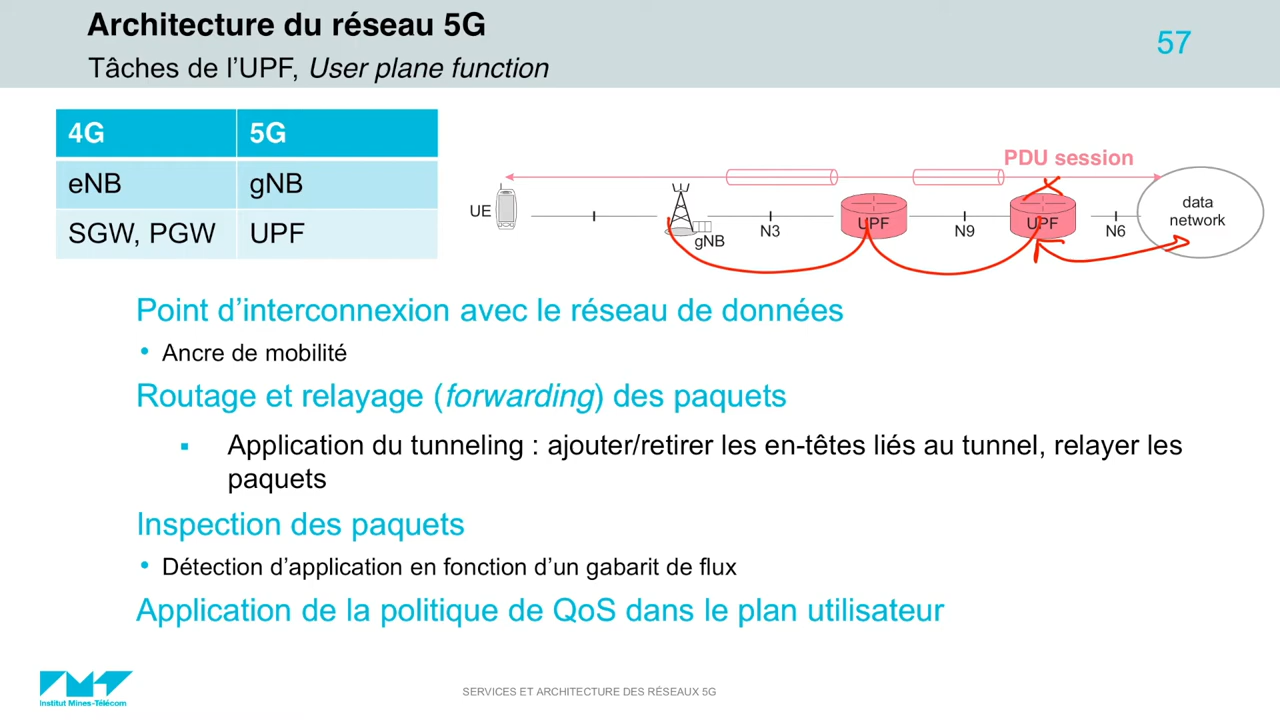 Architecture du réseau 5G
57
Tâches de l’UPF, User plane function
4G 5G
eNB gNB
SGW, PGW UPF
PDU session
UE
gNB
N3
UPF
N9
UPF
N6
data
network
Point d’interconnexion avec le réseau de données
• Ancre de mobilité
Routage et relayage (forwarding) des paquets
▪ Application du tunneling : ajouter/retirer les en-têtes liés au tunnel, relayer les
paquets
Inspection des paquets
• Détection d’application en fonction d’un gabarit de flux
Application de la politique de QoS dans le plan utilisateur
Institut Mines-Télécom
SERVICES ET ARCHITECTURE DES RÉSEAUX 5G